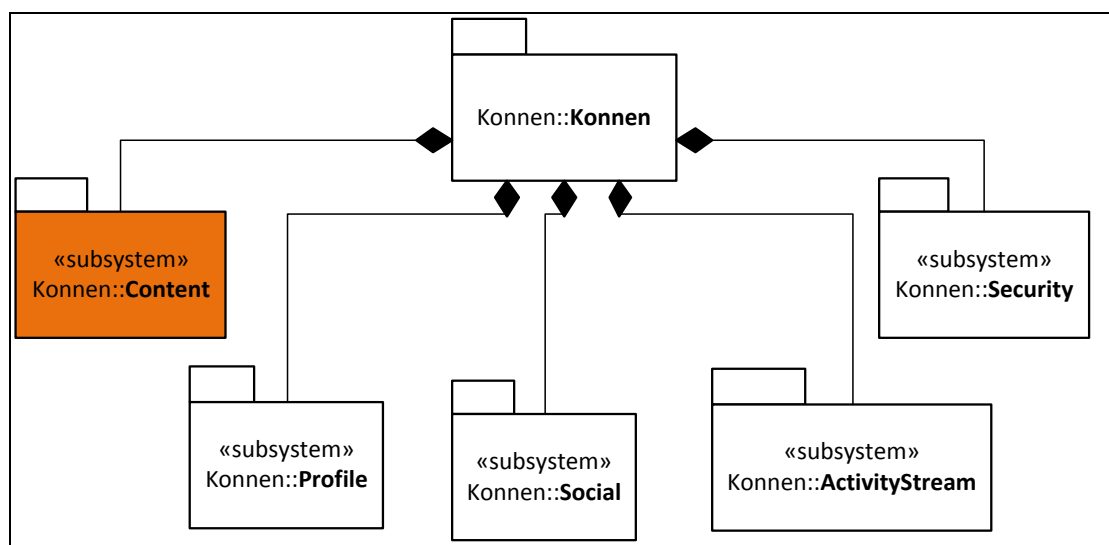 Konnen::Konnen
«subsystem»
Konnen::Content
«subsystem»
Konnen::Security
«subsystem»
Konnen::Profile
«subsystem»
Konnen::Social
«subsystem»
Konnen::ActivityStream